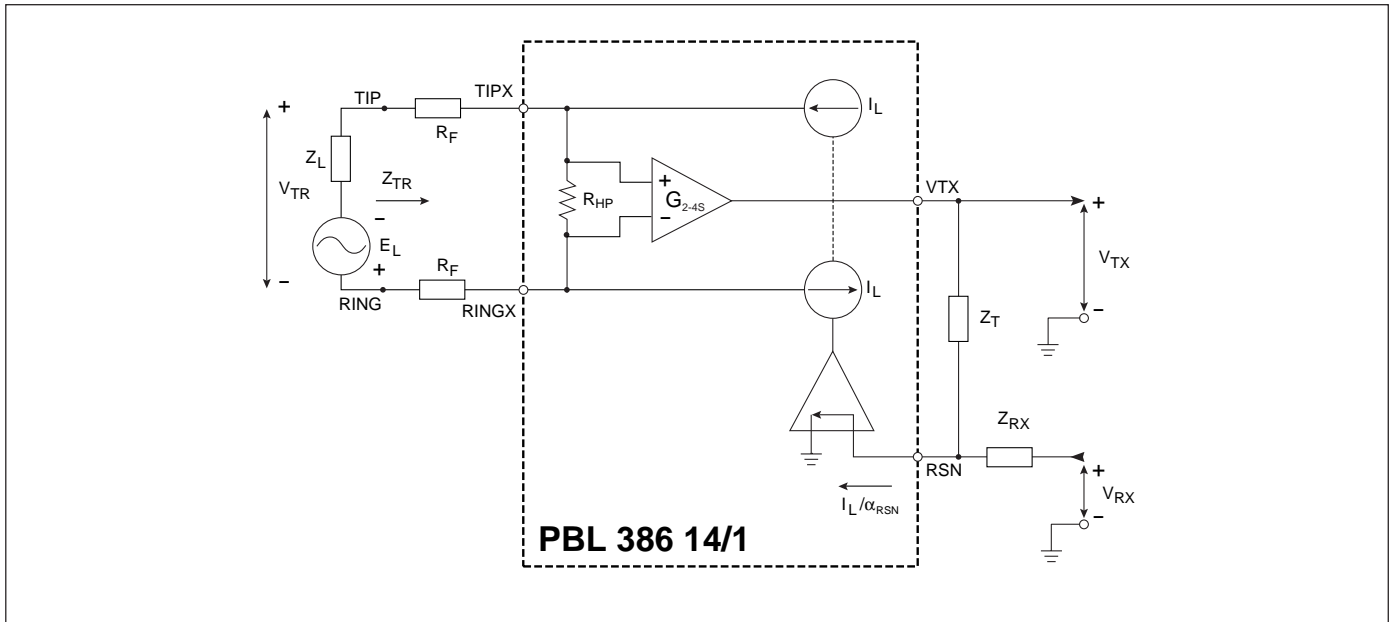 TIP
TIPX
+
R_F
I_L
Z_L
V_TR
Z_TR
−
E_L
+
−
RING
R_F
RINGX
R_HP
+
−
G_2-4S
I_L
VTX
+
V_TX
−
Z_T
Z_RX
RSN
+
V_RX
−
I_L/α_RSN
PBL 386 14/1